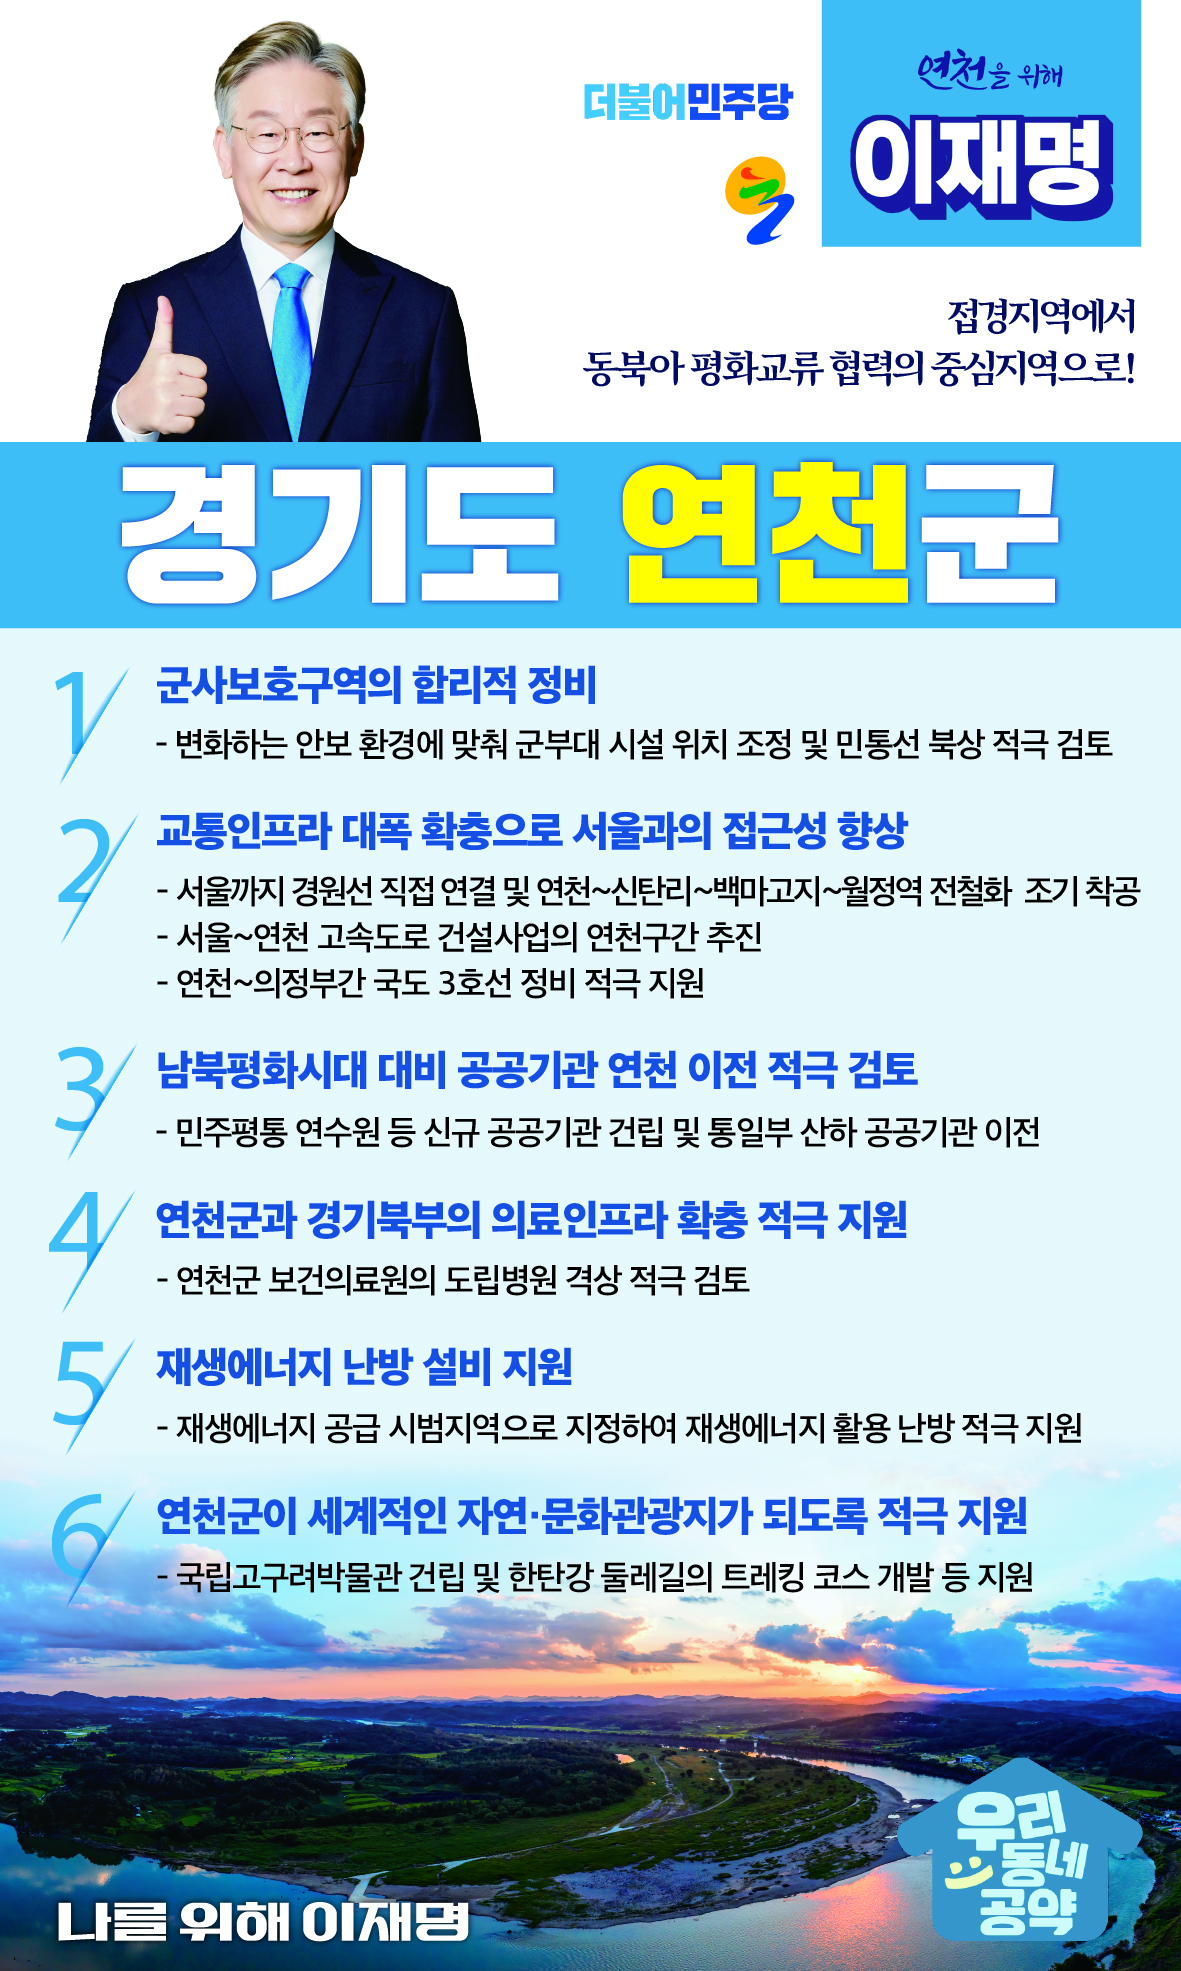 더불어민주당
연천을 위해
이재명
접경지역에서
동북아 평화교류 협력의 중심지역으로!
경기도 연천군
1 군사보호구역의 합리적 정비
- 변화하는 안보 환경에 맞춰 군부대 시설 위치 조정 및 민통선 북상 적극 검토
2 교통인프라 대폭 확충으로 서울과의 접근성 향상
- 서울까지 경원선 직접 연결 및 연천~신탄리~백마고지~월정역 전철화 조기 착공
- 서울~연천 고속도로 건설사업의 연천구간 추진
- 연천~의정부간 국도 3호선 정비 적극 지원
3 남북평화시대 대비 공공기관 연천 이전 적극 검토
- 민주평통 연수원 등 신규 공공기관 건립 및 통일부 산하 공공기관 이전
4 연천군과 경기북부의 의료인프라 확충 적극 지원
- 연천군 보건의료원의 도립병원 격상 적극 검토
5 재생에너지 난방 설비 지원
- 재생에너지 공급 시범지역으로 지정하여 재생에너지 활용 난방 적극 지원
6 연천군이 세계적인 자연·문화관광지가 되도록 적극 지원
- 국립고구려박물관 건립 및 한탄강 둘레길의 트레킹 코스 개발 등 지원
우리
동네
공약
나를 위해 이재명